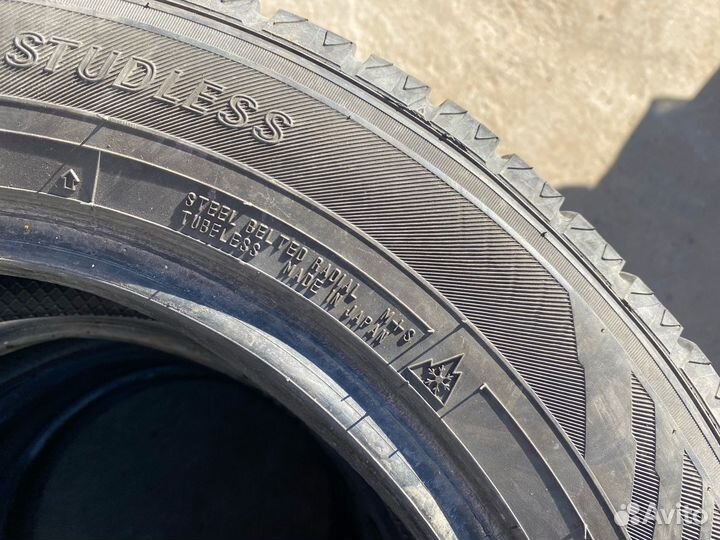 STUDLESS
STEEL BELTED RADIAL M+S
TUBELESS MADE IN JAPAN
Avito